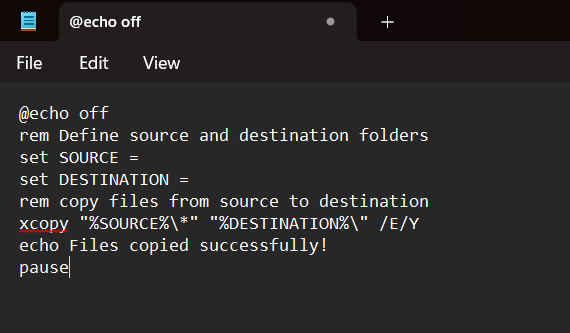 @echo off
File Edit View
@echo off
rem Define source and destination folders
set SOURCE =
set DESTINATION =
rem copy files from source to destination
xcopy "%SOURCE%\*" "%DESTINATION%\" /E/Y
echo Files copied successfully!
pause